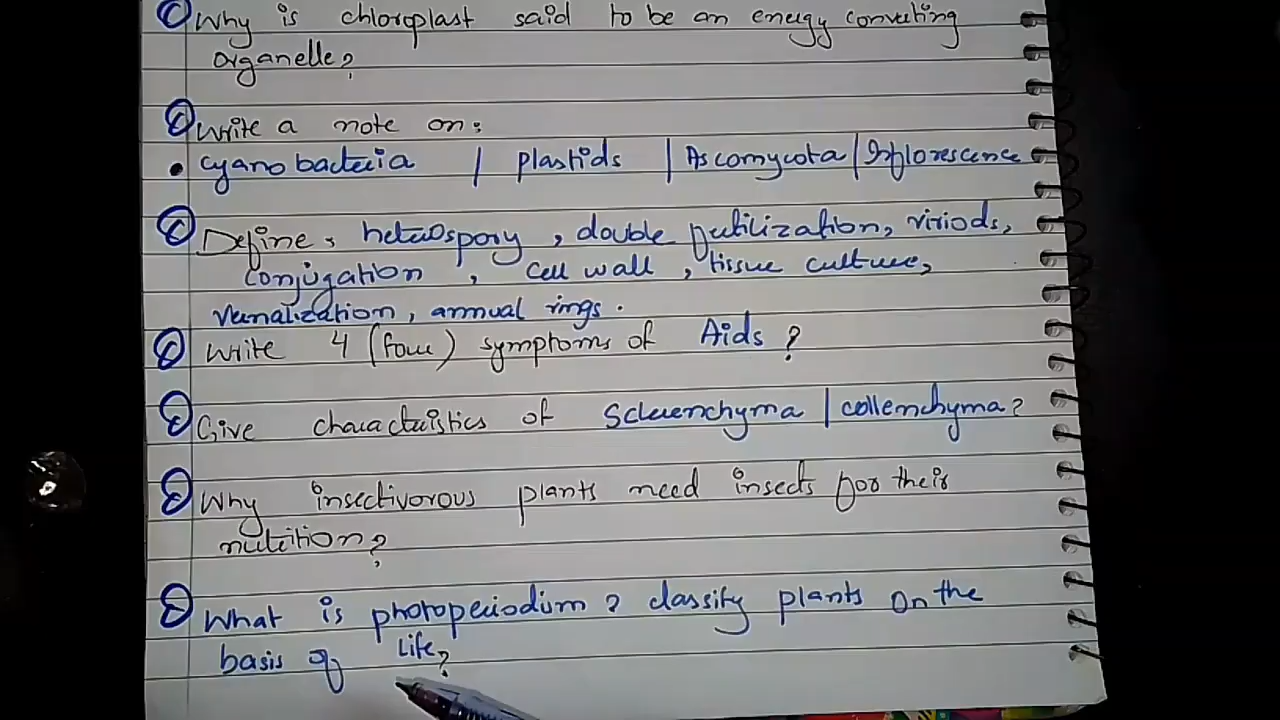 Why is chloroplast said to be an energy converting
organelle?
Write a note on:
• Cyanobacteria | plastids | Ascomycota | Inflorescence
Define, heterospory, double fertilization, viriods,
conjugation, cell wall, tissue culture,
vernalization, annual rings.
Write 4 (four) symptoms of Aids?
Give characteristics of Sclerenchyma | collenchyma?
Why insectivorous plants need insects for their
nutrition?
What is photoperiodism? classify plants on the
basis of life?